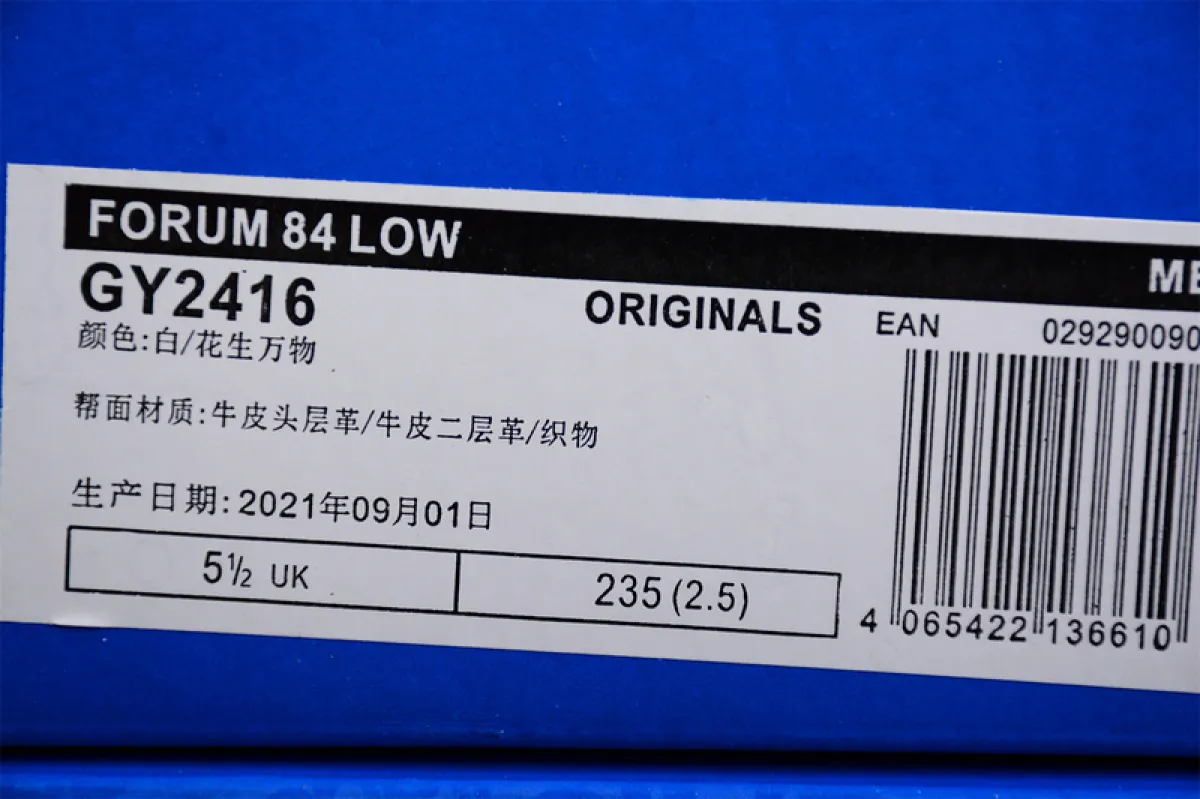 FORUM 84 LOW
ME
GY2416
ORIGINALS
EAN
029290090
颜色:白/花生万物
帮面材质:牛皮头层革/牛皮二层革/织物
生产日期:2021年09月01日
5½ UK
235 (2.5)
4 065422 136610